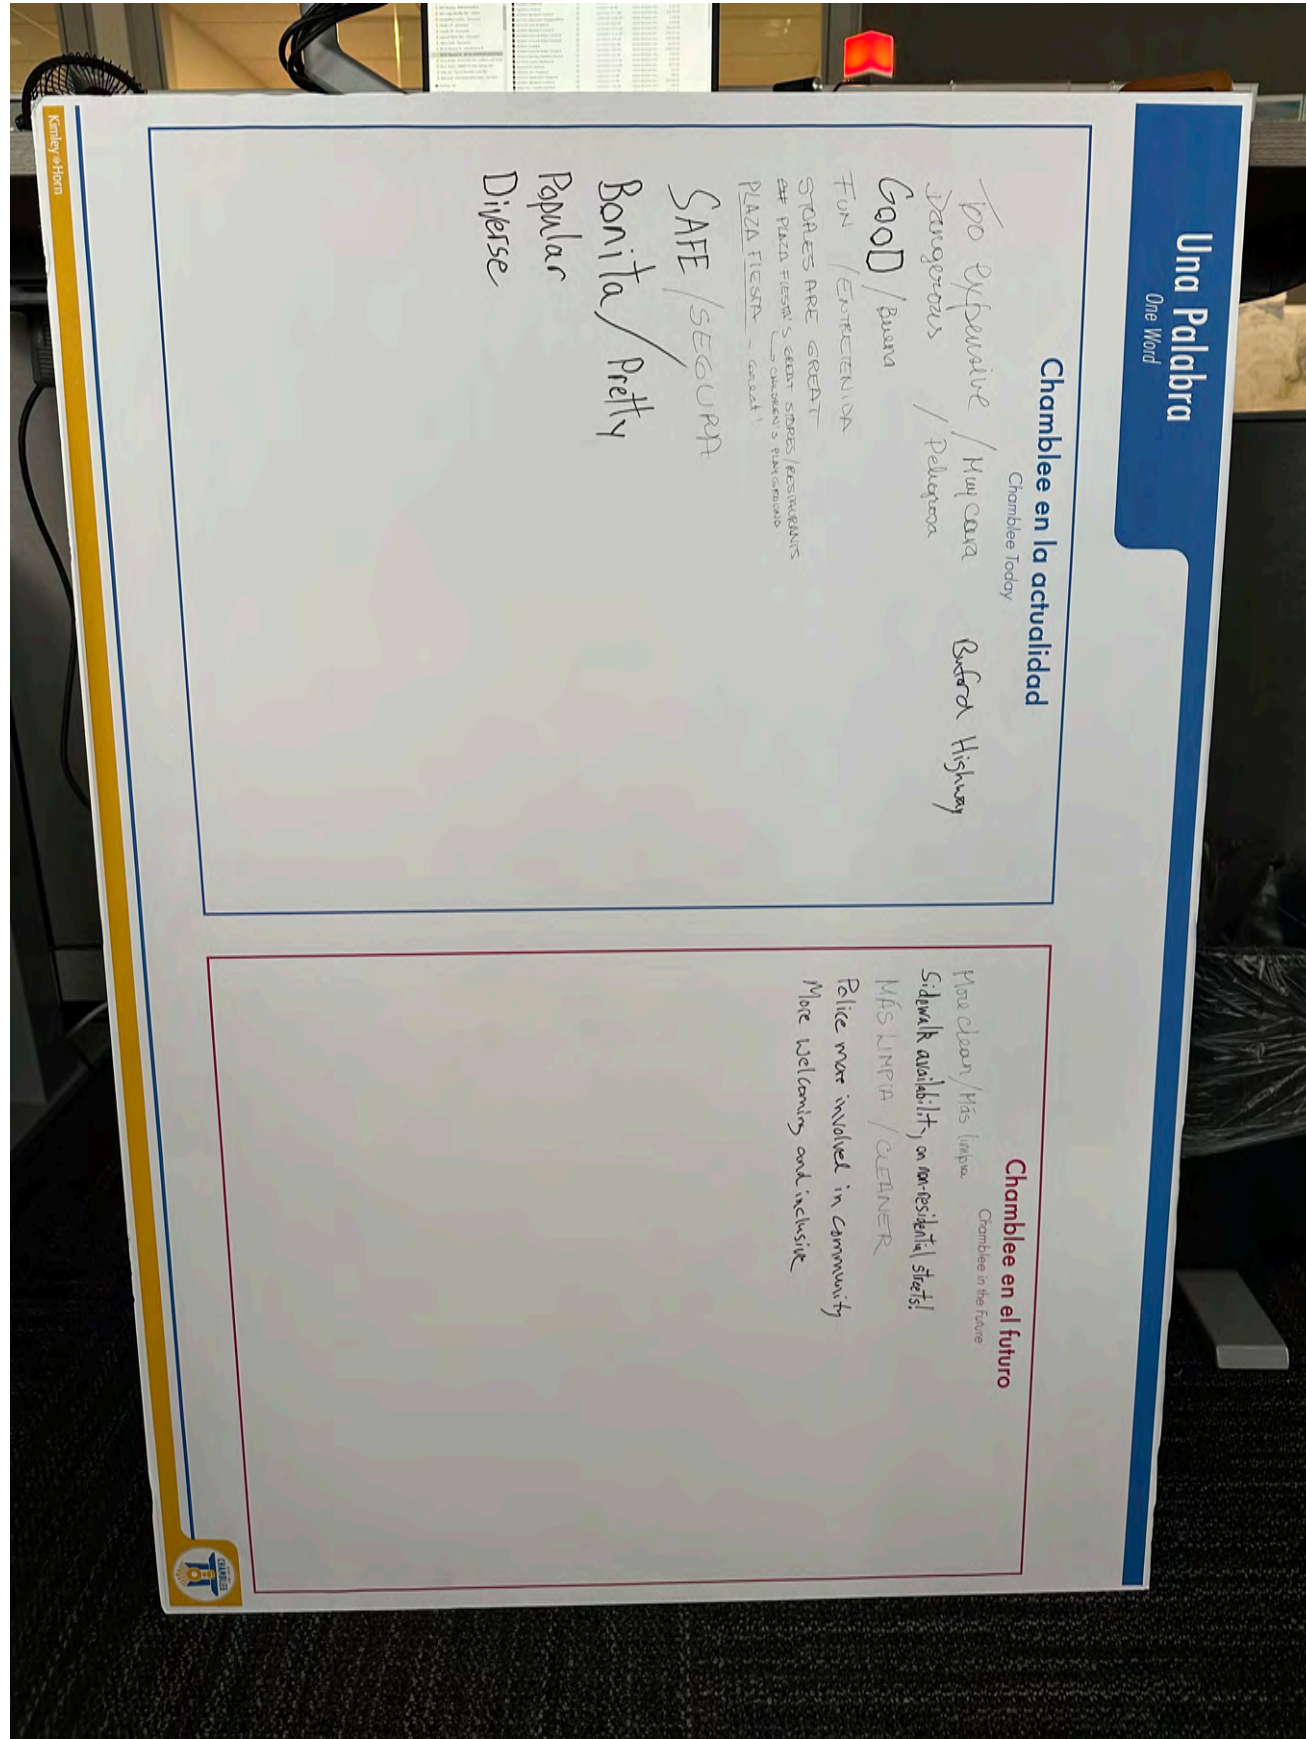 Una Palabra
One Word
Chamblee en la actualidad
Chamblee Today
Too expensive / Muy cara
Buford Highway
Dangerous / Peligrosa
GOOD / Buena
FUN / ENTRETENIDA
STORES ARE GREAT
PLAZA FIESTA'S GREAT STORES / RESTAURANTS
↳ CHILDREN'S PLAYGROUND
PLAZA FIESTA - Great!
SAFE / SEGURA
Bonita / Pretty
Popular
Diverse
Chamblee en el futuro
Chamblee in the Future
More clean / Más limpia
Sidewalk availability on non-residential streets!
MÁS LIMPIA / CLEANER
Police more involved in community
More welcoming and inclusive
Kimley»Horn
CHAMBLEE